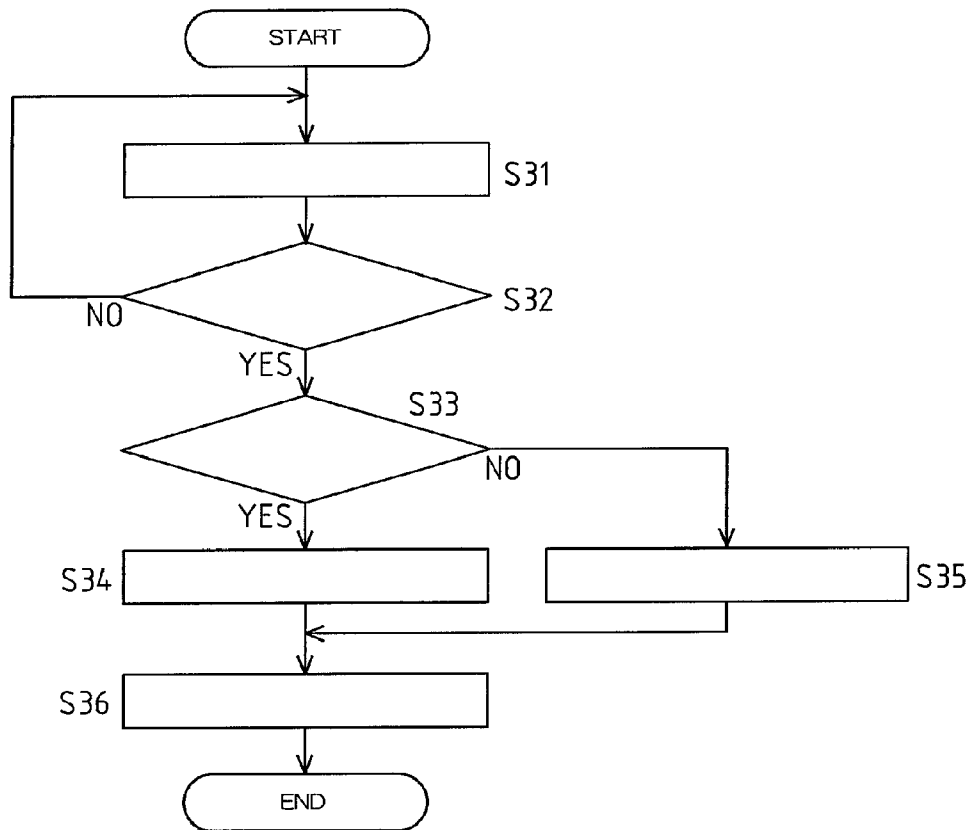 START
S31
S32
NO
YES
S33
NO
YES
S34
S35
S36
END